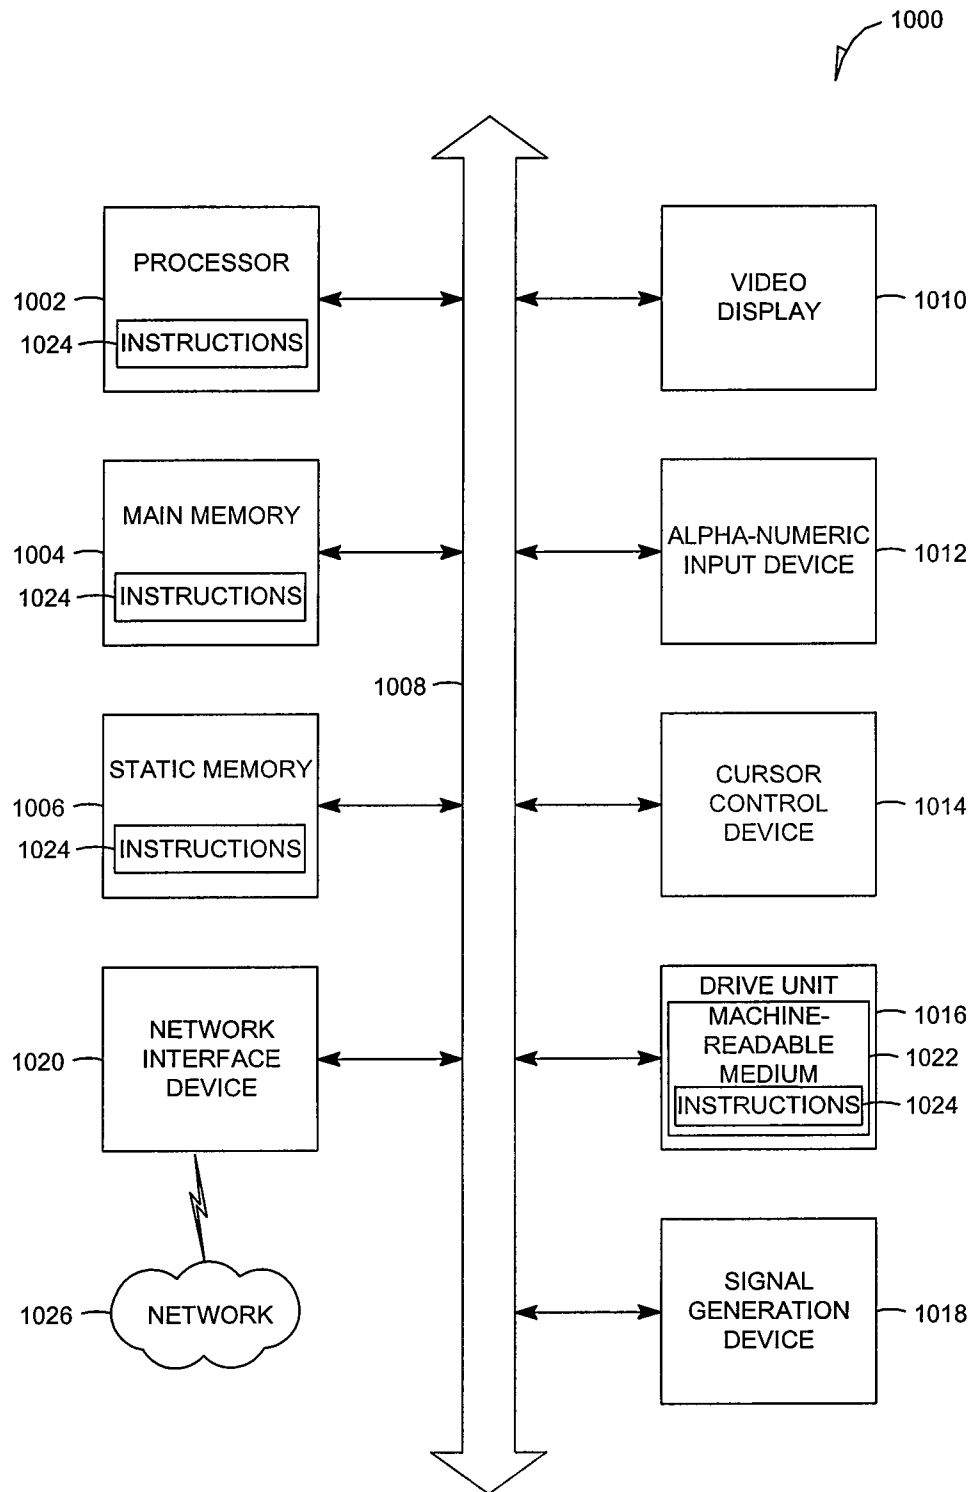 1000
PROCESSOR
1002
1024
INSTRUCTIONS
VIDEO
DISPLAY
1010
MAIN MEMORY
1004
1024
INSTRUCTIONS
ALPHA-NUMERIC
INPUT DEVICE
1012
1008
STATIC MEMORY
1006
1024
INSTRUCTIONS
CURSOR
CONTROL
DEVICE
1014
NETWORK
INTERFACE
DEVICE
1020
DRIVE UNIT
MACHINE-
READABLE
MEDIUM
INSTRUCTIONS
1016
1022
1024
1026
NETWORK
SIGNAL
GENERATION
DEVICE
1018